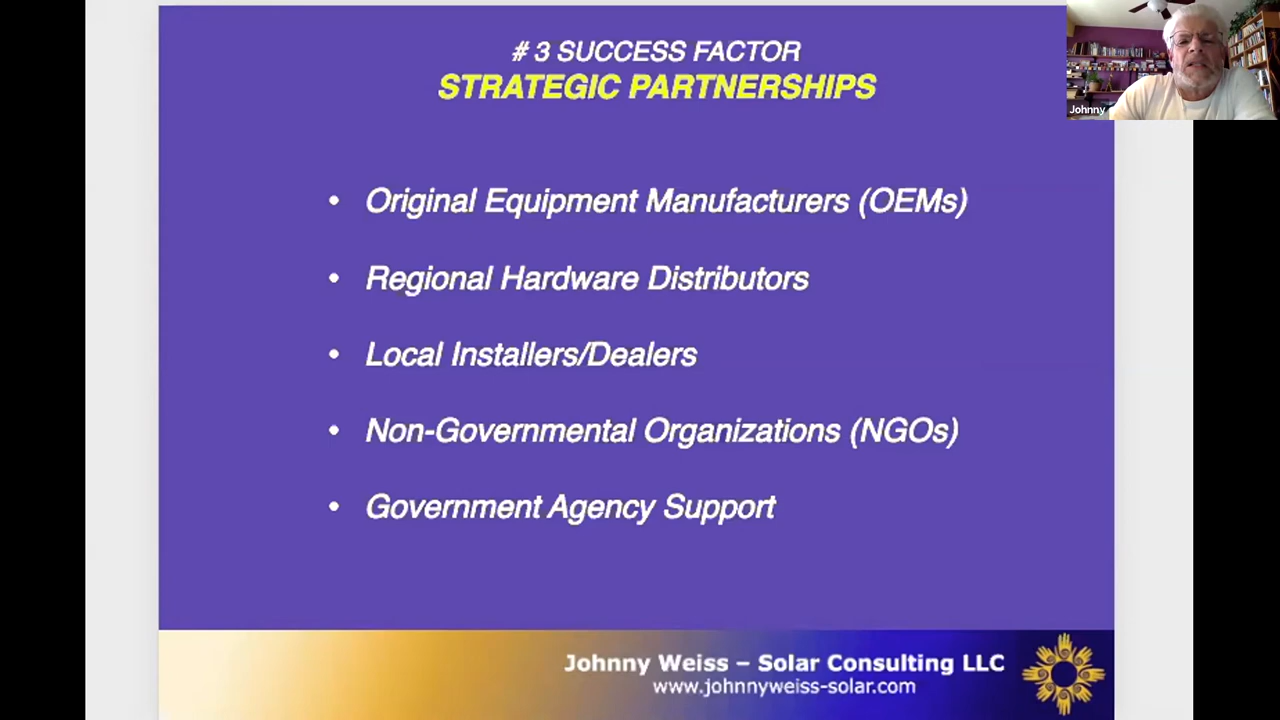 # 3 SUCCESS FACTOR
STRATEGIC PARTNERSHIPS
• Original Equipment Manufacturers (OEMs)
• Regional Hardware Distributors
• Local Installers/Dealers
• Non-Governmental Organizations (NGOs)
• Government Agency Support
Johnny Weiss – Solar Consulting LLC
www.johnnyweiss-solar.com
Johnny